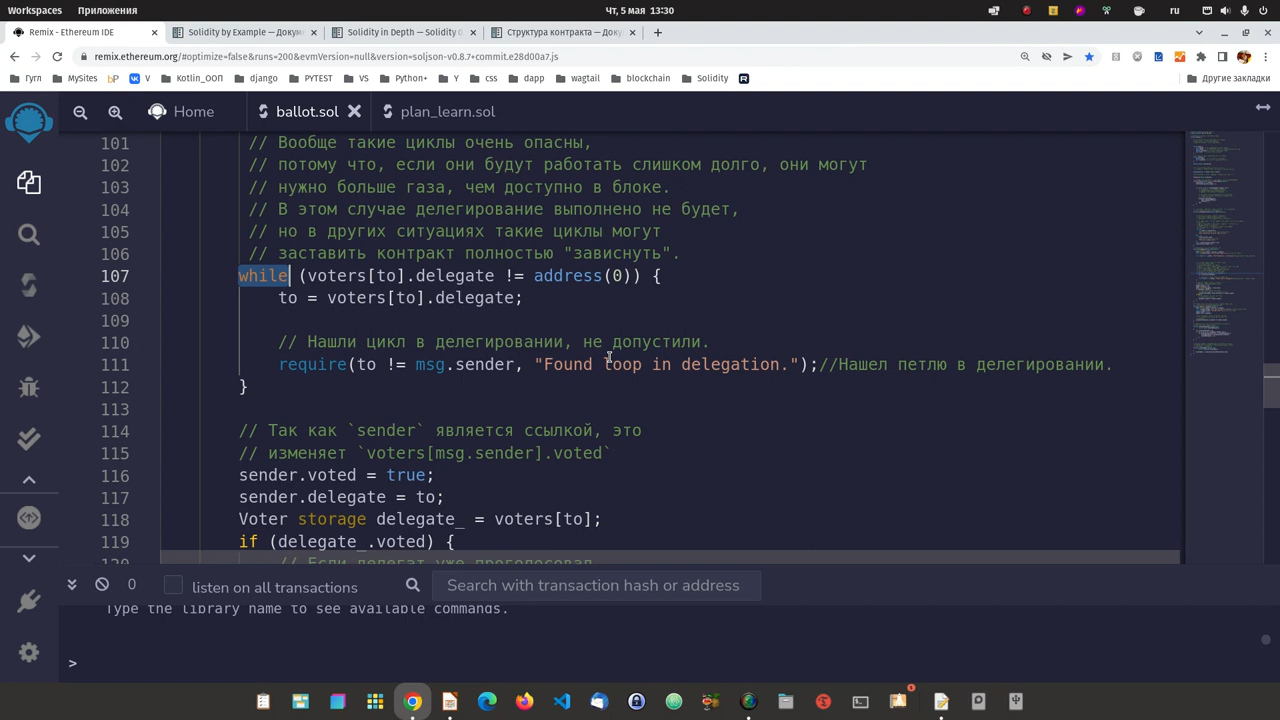 Workspaces
Приложения
Чт, 5 мая 13:30
ru
Remix - Ethereum IDE
Solidity by Example — Докуме
Solidity in Depth — Solidity 0
Структура контракта — Доку
remix.ethereum.org/#optimize=false&runs=200&evmVersion=null&version=soljson-v0.8.7+commit.e28d00a7.js
Гугл
MySites
bP
V
Kotlin_ООП
django
PYTEST
VS
Python+
Y
css
dapp
wagtail
blockchain
Solidity
Другие закладки
Home
ballot.sol
plan_learn.sol
101 // Вообще такие циклы очень опасны,
102 // потому что, если они будут работать слишком долго, они могут
103 // нужно больше газа, чем доступно в блоке.
104 // В этом случае делегирование выполнено не будет,
105 // но в других ситуациях такие циклы могут
106 // заставить контракт полностью "зависнуть".
107 while (voters[to].delegate != address(0)) {
108 to = voters[to].delegate;
109
110 // Нашли цикл в делегировании, не допустили.
111 require(to != msg.sender, "Found loop in delegation.");//Нашел петлю в делегировании.
112 }
113
114 // Так как `sender` является ссылкой, это
115 // изменяет `voters[msg.sender].voted`
116 sender.voted = true;
117 sender.delegate = to;
118 Voter storage delegate_ = voters[to];
119 if (delegate_.voted) {
120 // Если делегат уже проголосовал,
0
listen on all transactions
Search with transaction hash or address
Type the library name to see available commands.
>